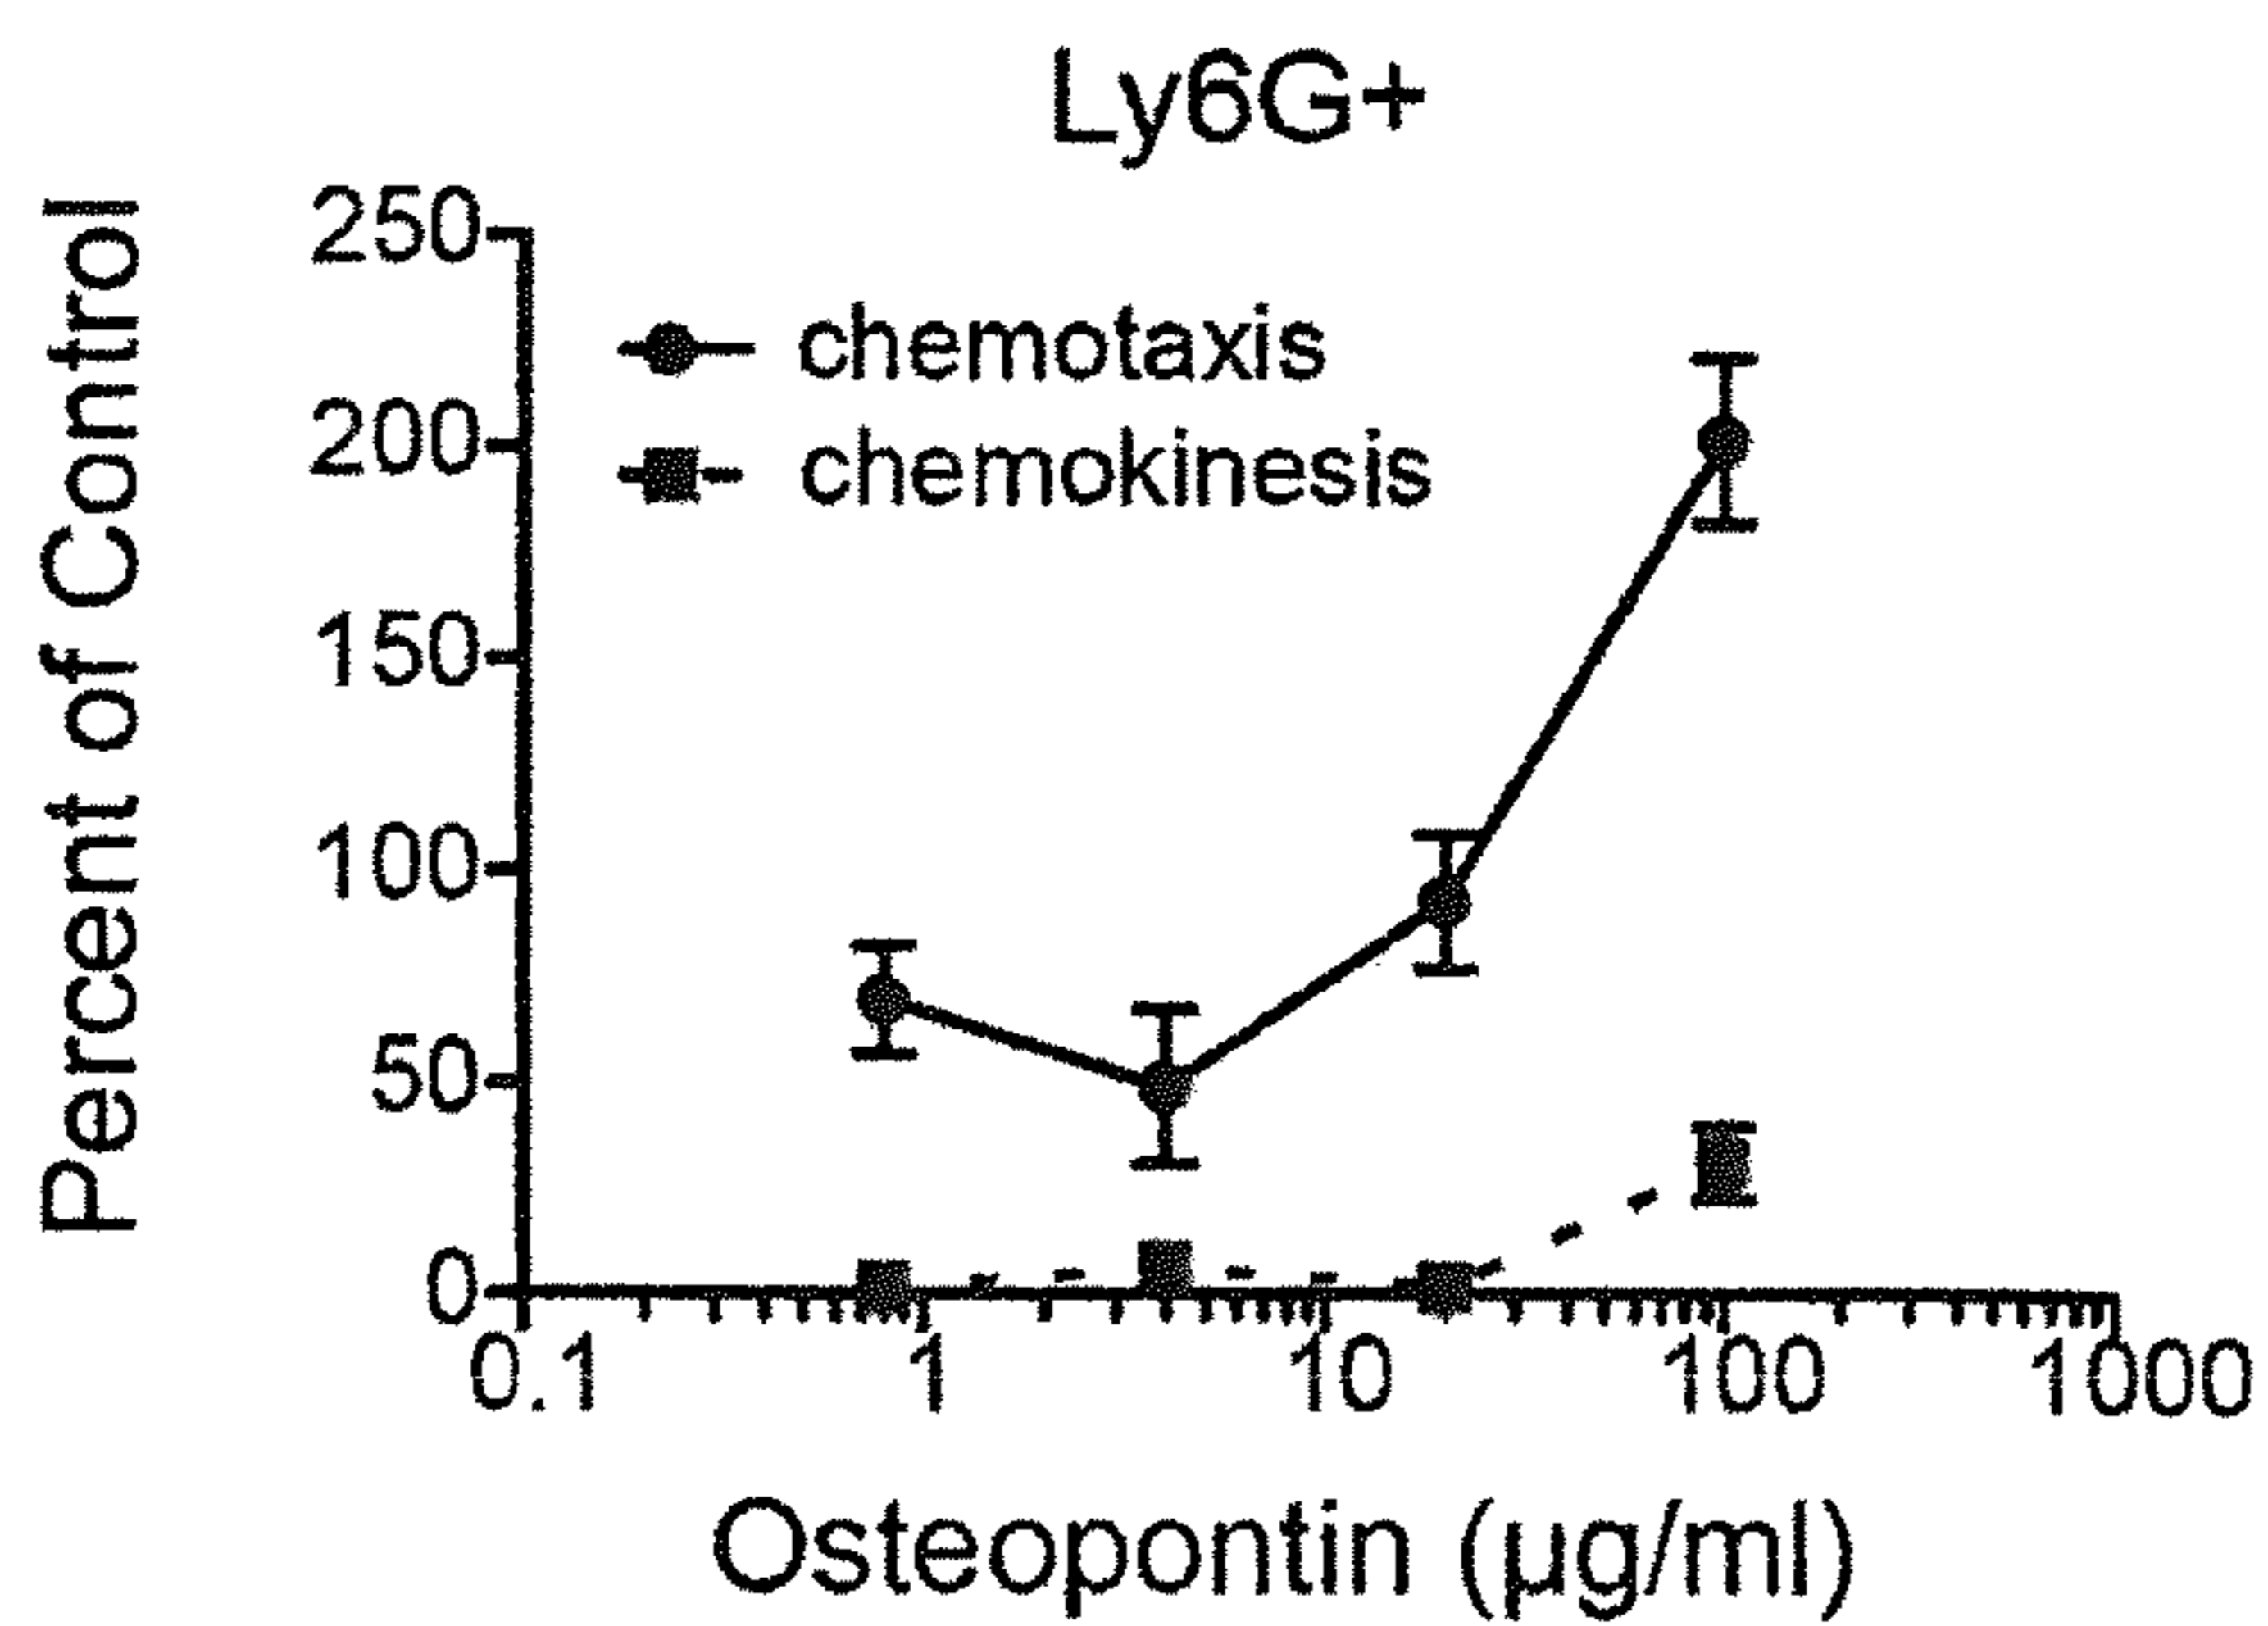 Ly6G+
Percent of Control
250
200
150
100
50
0
chemotaxis
chemokinesis
0.1 1 10 100 1000
Osteopontin (µg/ml)